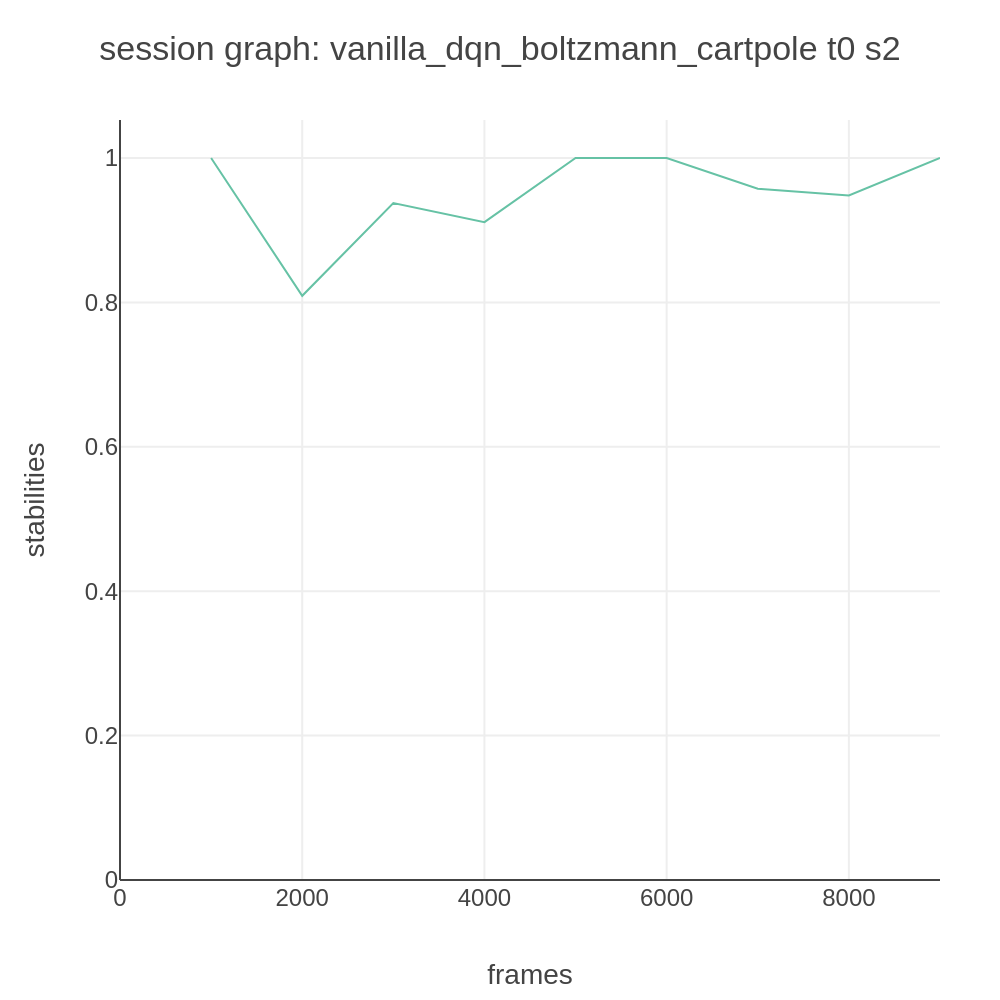 session graph: vanilla_dqn_boltzmann_cartpole t0 s2
1
0.8
0.6
0.4
0.2
0
stabilities
0 2000 4000 6000 8000
frames